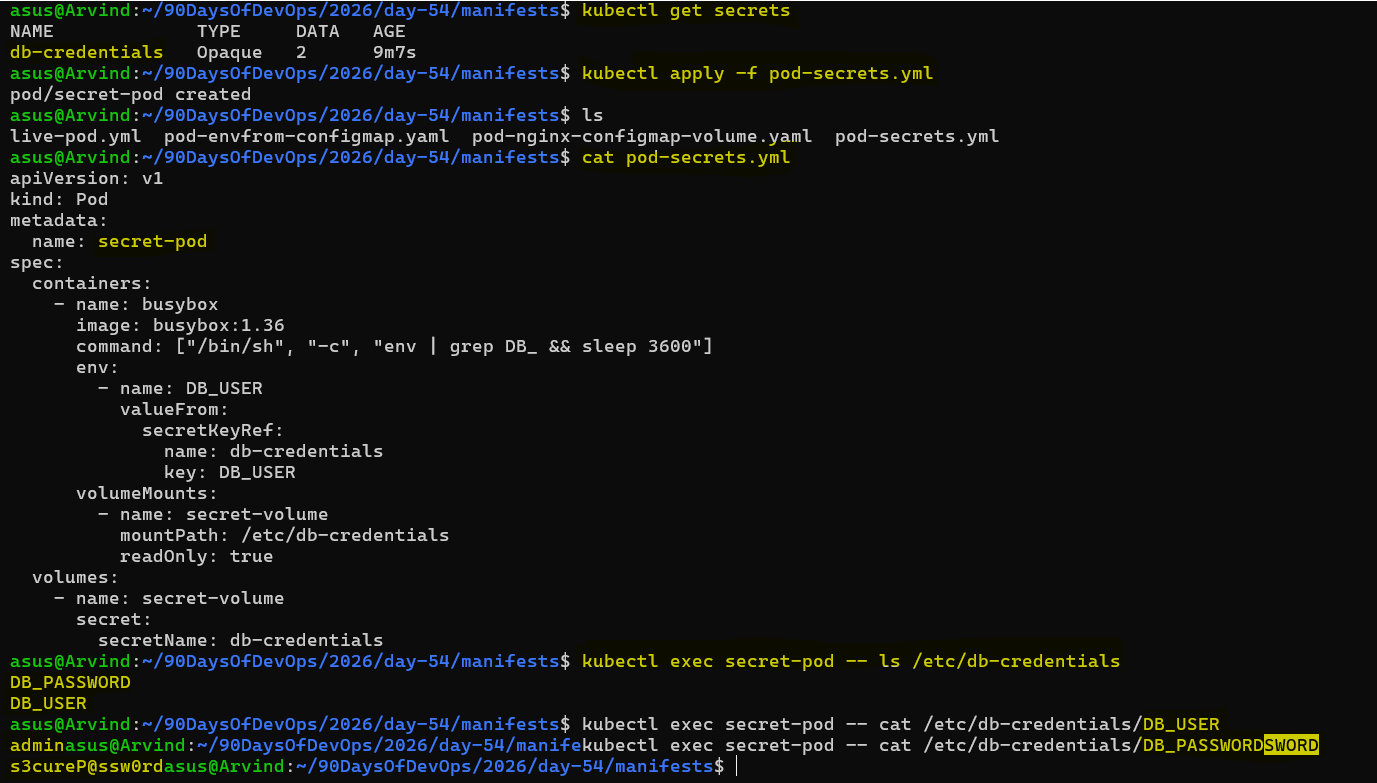 asus@Arvind:~/90DaysOfDevOps/2026/day-54/manifests$ kubectl get secrets
NAME             TYPE     DATA   AGE
db-credentials   Opaque   2      9m7s
asus@Arvind:~/90DaysOfDevOps/2026/day-54/manifests$ kubectl apply -f pod-secrets.yml
pod/secret-pod created
asus@Arvind:~/90DaysOfDevOps/2026/day-54/manifests$ ls
live-pod.yml  pod-envfrom-configmap.yaml  pod-nginx-configmap-volume.yaml  pod-secrets.yml
asus@Arvind:~/90DaysOfDevOps/2026/day-54/manifests$ cat pod-secrets.yml
apiVersion: v1
kind: Pod
metadata:
  name: secret-pod
spec:
  containers:
    - name: busybox
      image: busybox:1.36
      command: ["/bin/sh", "-c", "env | grep DB_ && sleep 3600"]
      env:
        - name: DB_USER
          valueFrom:
            secretKeyRef:
              name: db-credentials
              key: DB_USER
      volumeMounts:
        - name: secret-volume
          mountPath: /etc/db-credentials
          readOnly: true
  volumes:
    - name: secret-volume
      secret:
        secretName: db-credentials
asus@Arvind:~/90DaysOfDevOps/2026/day-54/manifests$ kubectl exec secret-pod -- ls /etc/db-credentials
DB_PASSWORD
DB_USER
asus@Arvind:~/90DaysOfDevOps/2026/day-54/manifests$ kubectl exec secret-pod -- cat /etc/db-credentials/DB_USER
adminasus@Arvind:~/90DaysOfDevOps/2026/day-54/manifekubectl exec secret-pod -- cat /etc/db-credentials/DB_PASSWORDSWORD
s3cureP@ssw0rdasus@Arvind:~/90DaysOfDevOps/2026/day-54/manifests$